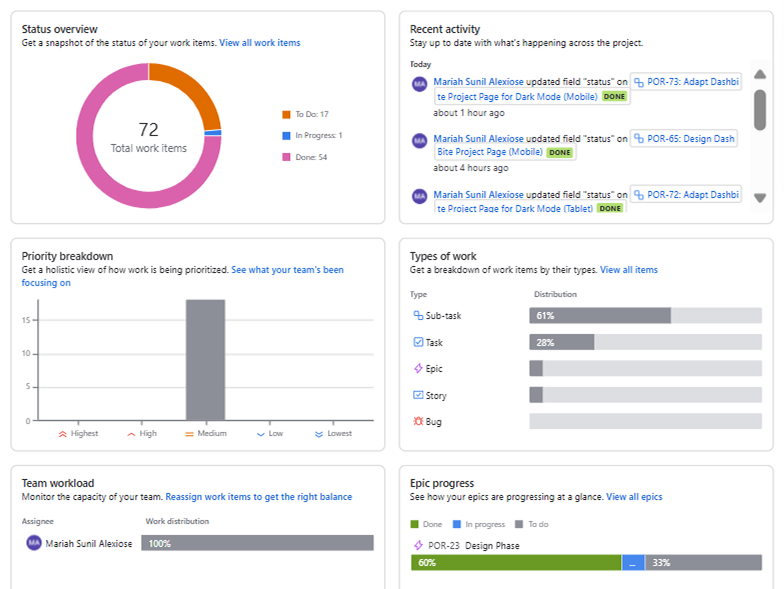 Status overview
Get a snapshot of the status of your work items. View all work items
72
Total work items
To Do: 17
In Progress: 1
Done: 54
Recent activity
Stay up to date with what's happening across the project.
Today
MA
Mariah Sunil Alexiose updated field "status" on POR-73: Adapt Dashbi
te Project Page for Dark Mode (Mobile) DONE
about 1 hour ago
MA
Mariah Sunil Alexiose updated field "status" on POR-65: Design Dash
Bite Project Page (Mobile) DONE
about 4 hours ago
MA
Mariah Sunil Alexiose updated field "status" on POR-72: Adapt Dashbi
te Project Page for Dark Mode (Tablet) DONE
Priority breakdown
Get a holistic view of how work is being prioritized. See what your team's been
focusing on
15
10
5
0
Highest
High
Medium
Low
Lowest
Types of work
Get a breakdown of work items by their types. View all items
Type
Distribution
Sub-task
61%
Task
28%
Epic
Story
Bug
Team workload
Monitor the capacity of your team. Reassign work items to get the right balance
Assignee
Work distribution
MA
Mariah Sunil Alexiose
100%
Epic progress
See how your epics are progressing at a glance. View all epics
Done
In progress
To do
POR-23 Design Phase
60%
...
33%